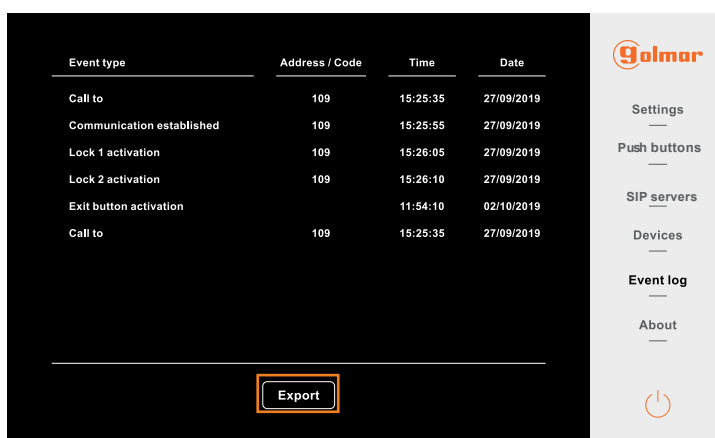 golmar
Event type Address / Code Time Date
Call to 109 15:25:35 27/09/2019
Communication established 109 15:25:55 27/09/2019
Lock 1 activation 109 15:26:05 27/09/2019
Lock 2 activation 109 15:26:10 27/09/2019
Exit button activation 11:54:10 02/10/2019
Call to 109 15:25:35 27/09/2019
Export
Settings
Push buttons
SIP servers
Devices
Event log
About